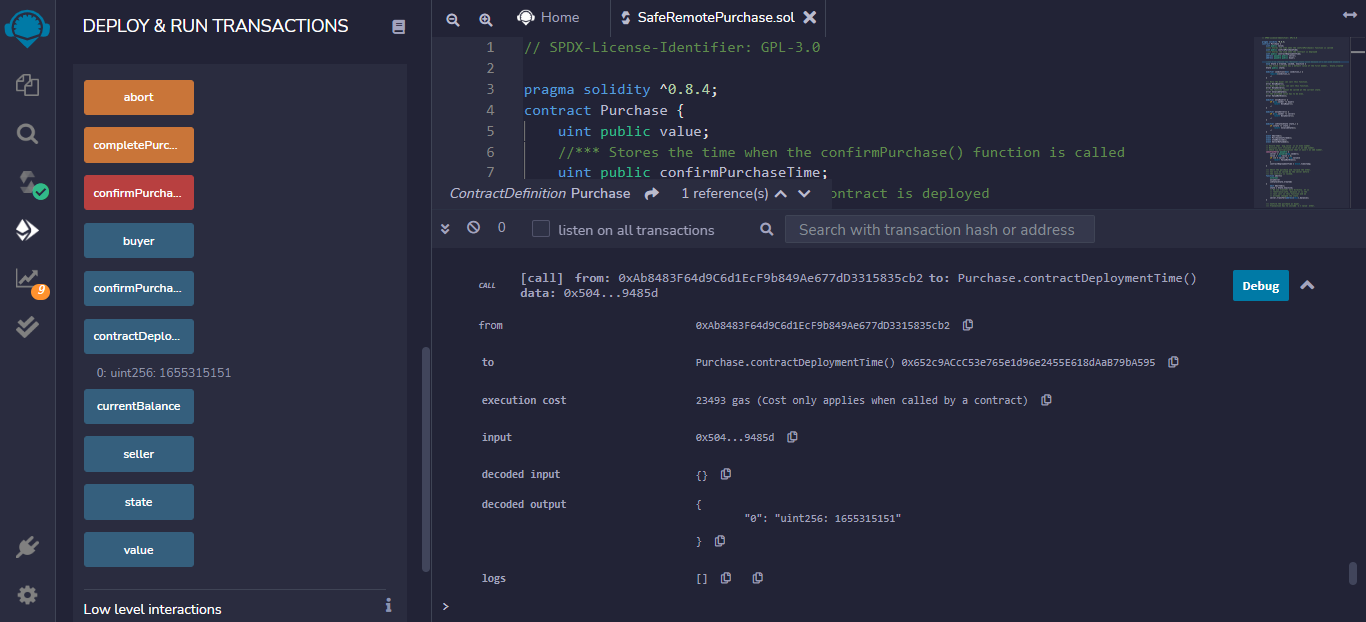 DEPLOY & RUN TRANSACTIONS
abort
completePurc...
confirmPurcha...
buyer
confirmPurcha...
contractDeplo...
0: uint256: 1655315151
currentBalance
seller
state
value
Low level interactions
9
Home
SafeRemotePurchase.sol
1 // SPDX-License-Identifier: GPL-3.0
2
3 pragma solidity ^0.8.4;
4 contract Purchase {
5 uint public value;
6 //*** Stores the time when the confirmPurchase() function is called
7 uint public confirmPurchaseTime;
ContractDefinition Purchase 1 reference(s) contract is deployed
0 listen on all transactions Search with transaction hash or address
CALL [call] from: 0xAb8483F64d9C6d1EcF9b849Ae677dD3315835cb2 to: Purchase.contractDeploymentTime()
data: 0x504...9485d
Debug
from 0xAb8483F64d9C6d1EcF9b849Ae677dD3315835cb2
to Purchase.contractDeploymentTime() 0x652c9ACcC53e765e1d96e2455E618dAaB79bA595
execution cost 23493 gas (Cost only applies when called by a contract)
input 0x504...9485d
decoded input {}
decoded output {
"0": "uint256: 1655315151"
}
logs []
>